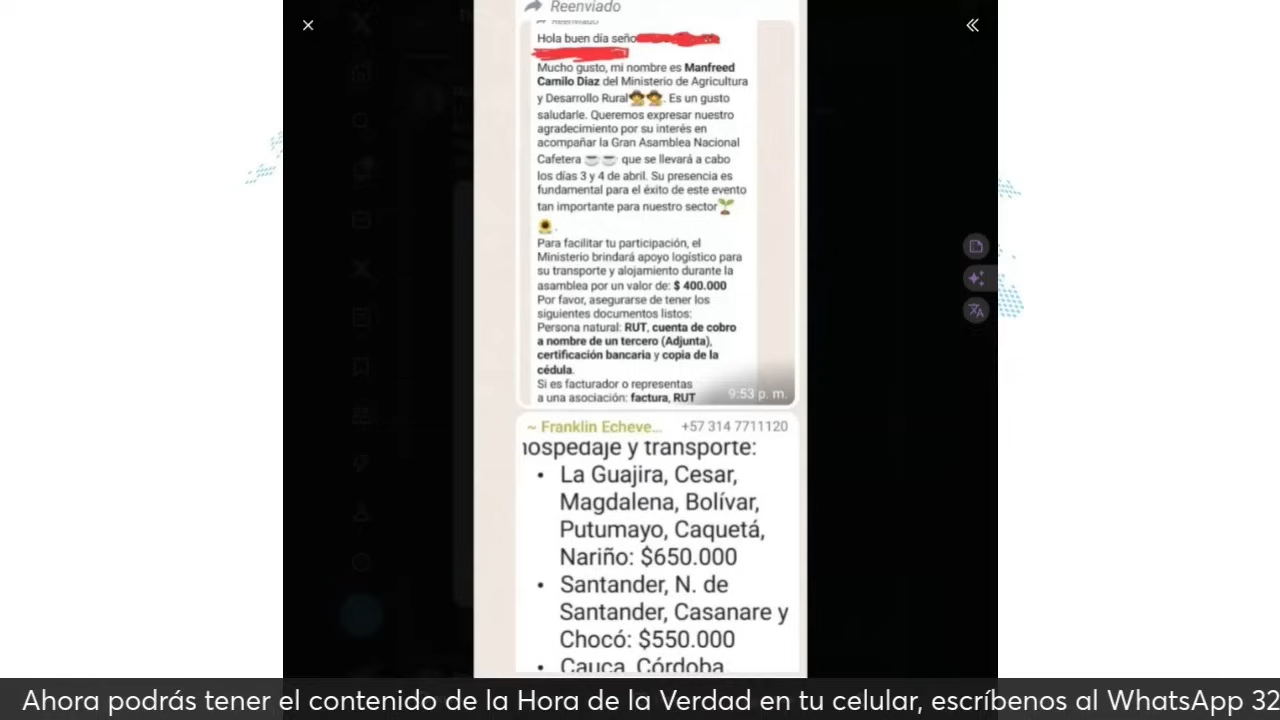 Reenviado
Reenviado
Hola buen día seño
Mucho gusto, mi nombre es Manfreed
Camilo Diaz del Ministerio de Agricultura
y Desarrollo Rural. Es un gusto
saludarle. Queremos expresar nuestro
agradecimiento por su interés en
acompañar la Gran Asamblea Nacional
Cafetera ☕☕ que se llevará a cabo
los días 3 y 4 de abril. Su presencia es
fundamental para el éxito de este evento
tan importante para nuestro sector🌱
🌻.
Para facilitar tu participación, el
Ministerio brindará apoyo logístico para
su transporte y alojamiento durante la
asamblea por un valor de: $ 400.000
Por favor, asegurarse de tener los
siguientes documentos listos:
Persona natural: RUT, cuenta de cobro
a nombre de un tercero (Adjunta),
certificación bancaria y copia de la
cédula.
Si es facturador o representas
a una asociación: factura, RUT
9:53 p. m.
~ Franklin Echeve... +57 314 7711120
hospedaje y transporte:
• La Guajira, Cesar,
Magdalena, Bolívar,
Putumayo, Caquetá,
Nariño: $650.000
• Santander, N. de
Santander, Casanare y
Chocó: $550.000
• Cauca, Córdoba
Ahora podrás tener el contenido de la Hora de la Verdad en tu celular, escríbenos al WhatsApp 32